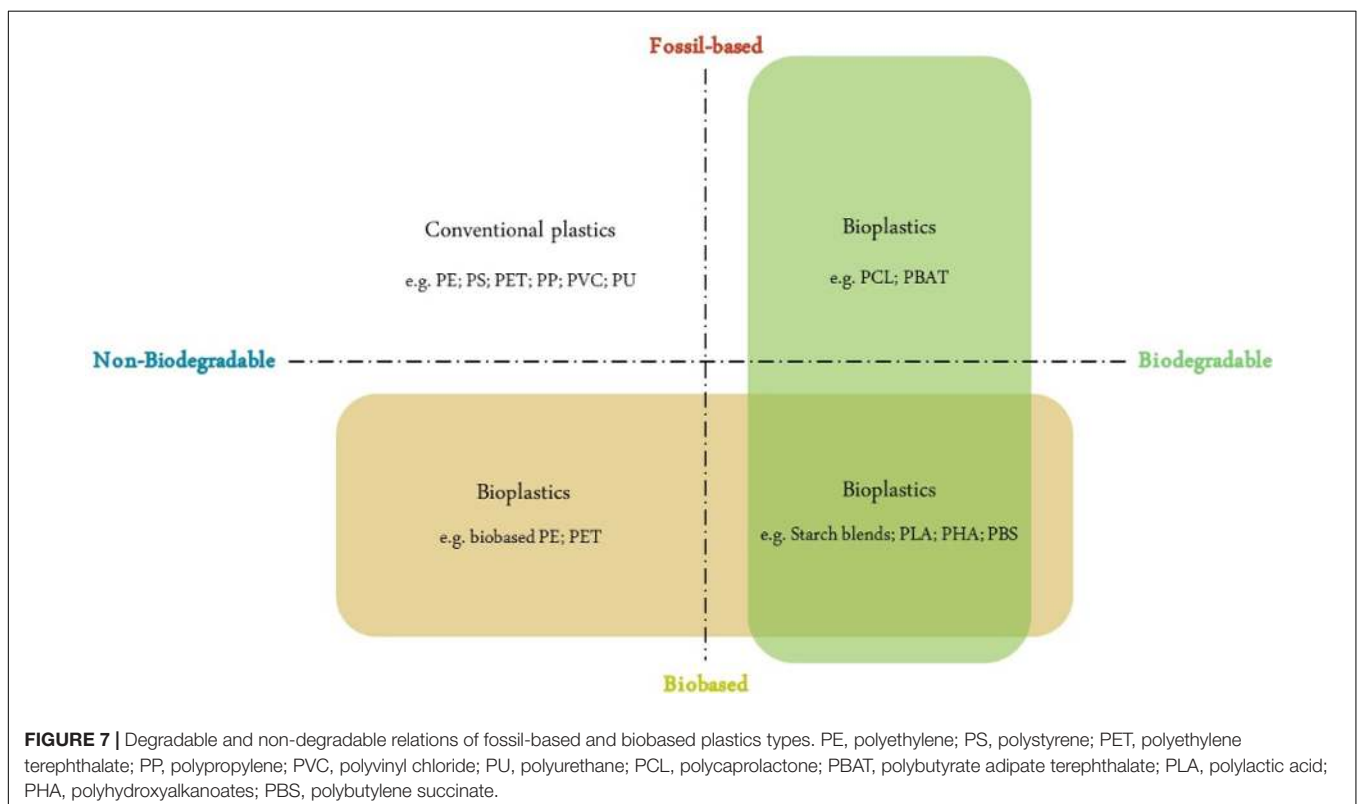 Fossil-based
Conventional plastics
e.g. PE; PS; PET; PP; PVC; PU
Bioplastics
e.g. PCL; PBAT
Non-Biodegradable
Biodegradable
Bioplastics
e.g. biobased PE; PET
Bioplastics
e.g. Starch blends; PLA; PHA; PBS
Biobased
FIGURE 7 | Degradable and non-degradable relations of fossil-based and biobased plastics types. PE, polyethylene; PS, polystyrene; PET, polyethylene
terephthalate; PP, polypropylene; PVC, polyvinyl chloride; PU, polyurethane; PCL, polycaprolactone; PBAT, polybutyrate adipate terephthalate; PLA, polylactic acid;
PHA, polyhydroxyalkanoates; PBS, polybutylene succinate.